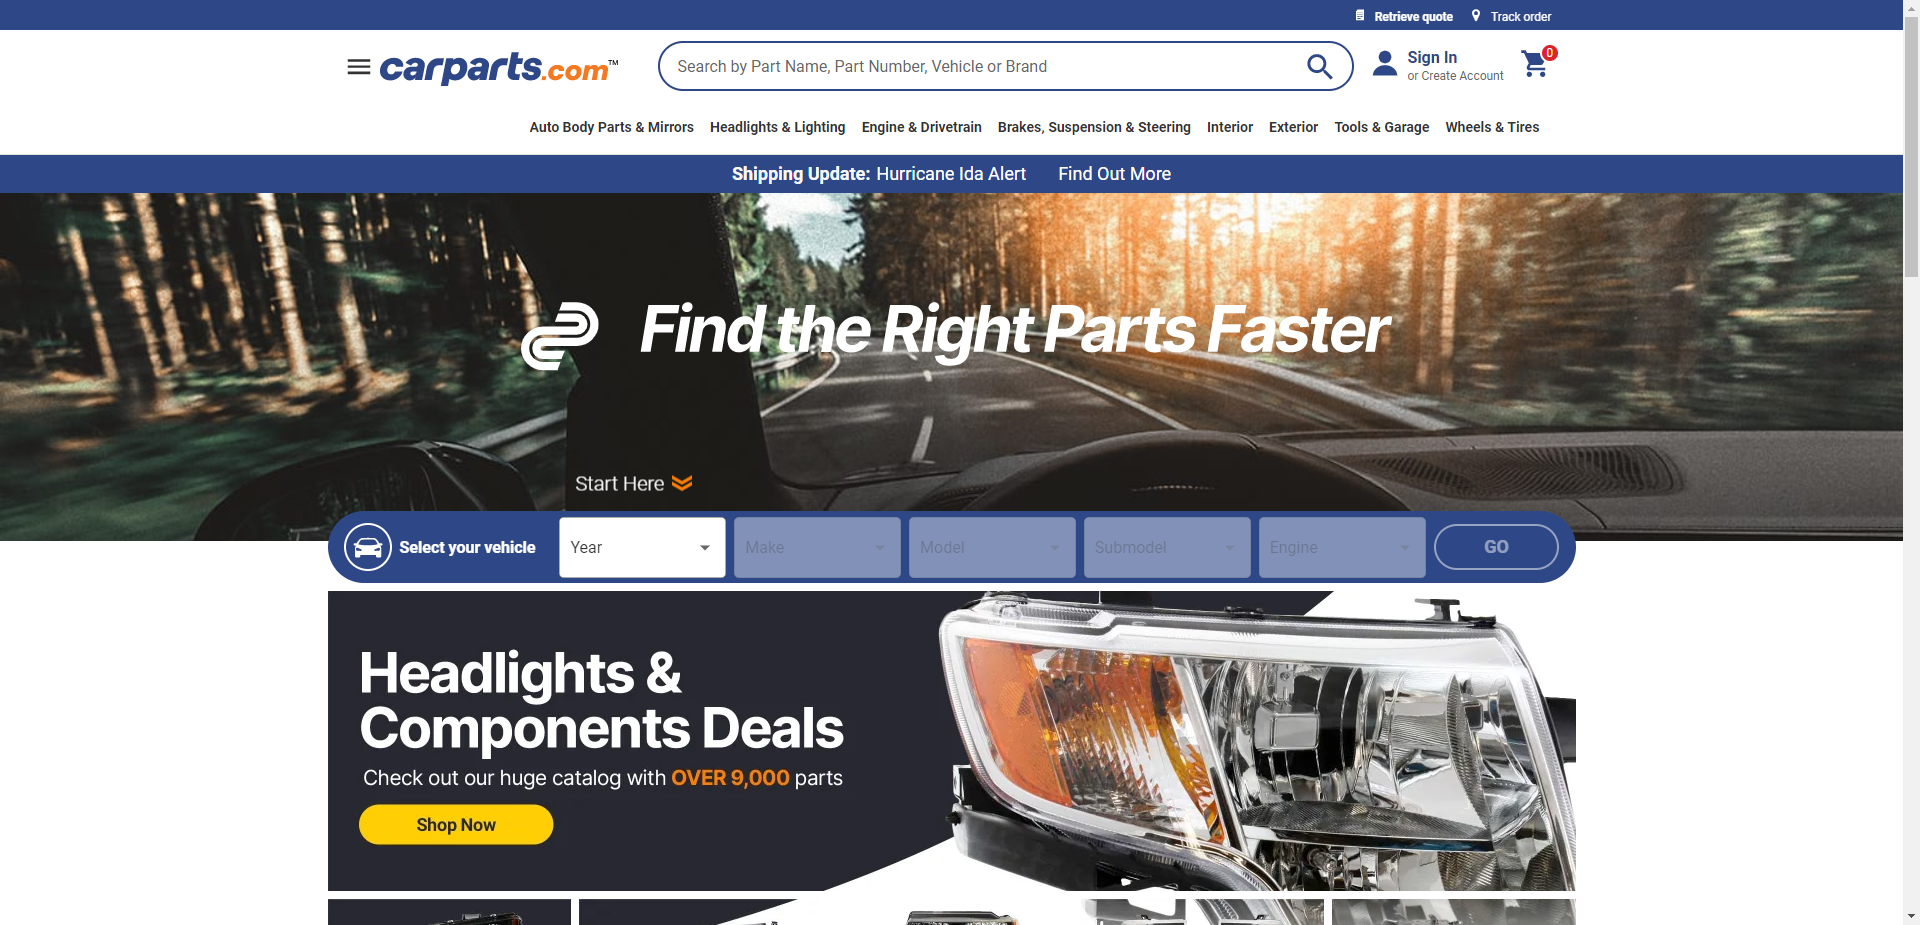 Retrieve quote
Track order
carparts.com™
Search by Part Name, Part Number, Vehicle or Brand
Sign In
or Create Account
0
Auto Body Parts & Mirrors
Headlights & Lighting
Engine & Drivetrain
Brakes, Suspension & Steering
Interior
Exterior
Tools & Garage
Wheels & Tires
Shipping Update: Hurricane Ida Alert
Find Out More
Find the Right Parts Faster
Start Here
Select your vehicle
Year
Make
Model
Submodel
Engine
GO
Headlights &
Components Deals
Check out our huge catalog with OVER 9,000 parts
Shop Now